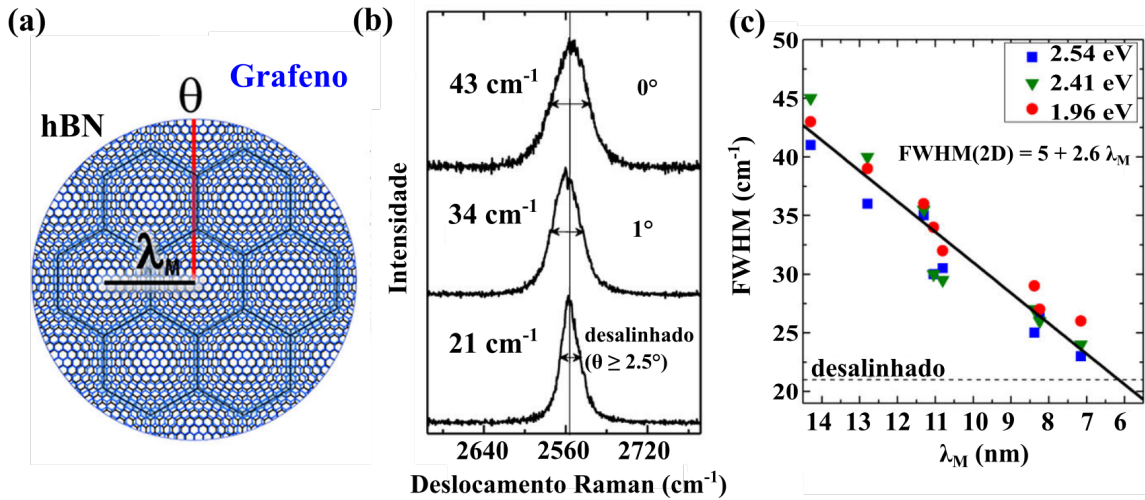 (a)
Grafeno
θ
hBN
λM
(b)
43 cm-1
0°
34 cm-1
1°
21 cm-1
desalinhado
(θ ≥ 2.5°)
Intensidade
2640 2560 2720
Deslocamento Raman (cm-1)
(c)
50
45
40
35
30
25
20
FWHM (cm-1)
2.54 eV
2.41 eV
1.96 eV
FWHM(2D) = 5 + 2.6 λM
desalinhado
14 13 12 11 10 9 8 7 6
λM (nm)